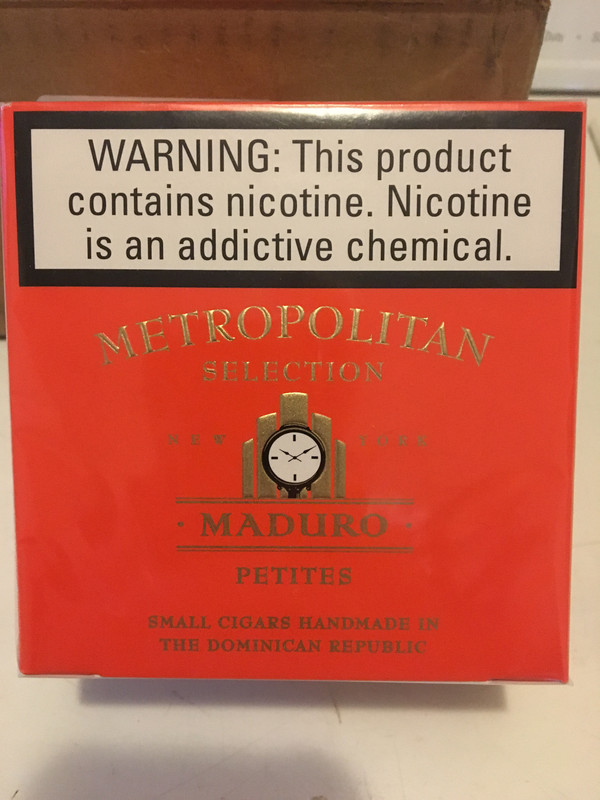 WARNING: This product
contains nicotine. Nicotine
is an addictive chemical.
METROPOLITAN
SELECTION
NEW YORK
· MADURO ·
PETITES
SMALL CIGARS HANDMADE IN
THE DOMINICAN REPUBLIC